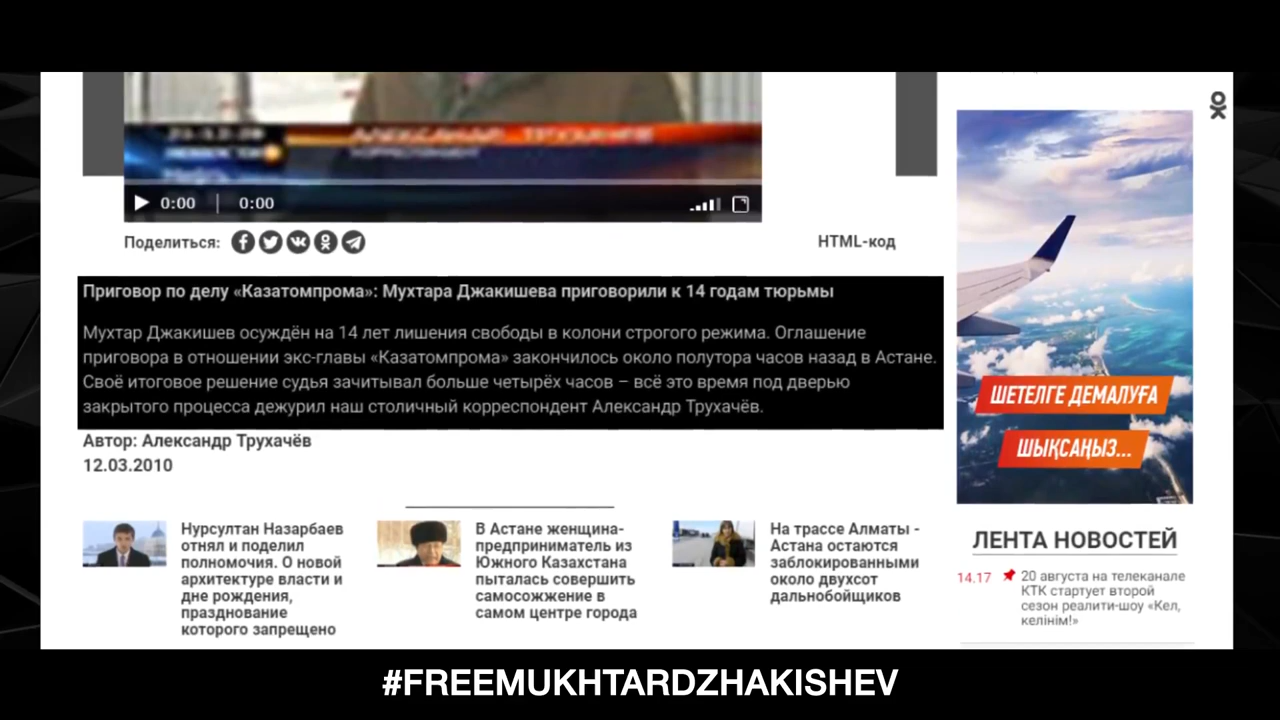 АЛЕКСАНДР ТРУХАЧЁВ
КОРРЕСПОНДЕНТ
0:00
0:00
Поделиться:
HTML-код
Приговор по делу «Казатомпрома»: Мухтара Джакишева приговорили к 14 годам тюрьмы
Мухтар Джакишев осуждён на 14 лет лишения свободы в колони строгого режима. Оглашение
приговора в отношении экс-главы «Казатомпрома» закончилось около полутора часов назад в Астане.
Своё итоговое решение судья зачитывал больше четырёх часов – всё это время под дверью
закрытого процесса дежурил наш столичный корреспондент Александр Трухачёв.
Автор: Александр Трухачёв
12.03.2010
Нурсултан Назарбаев
отнял и поделил
полномочия. О новой
архитектуре власти и
дне рождения,
празднование
которого запрещено
В Астане женщина-
предприниматель из
Южного Казахстана
пыталась совершить
самосожжение в
самом центре города
На трассе Алматы -
Астана остаются
заблокированными
около двухсот
дальнобойщиков
ШЕТЕЛГЕ ДЕМАЛУҒА
ШЫҚСАҢЫЗ...
ЛЕНТА НОВОСТЕЙ
14.17
20 августа на телеканале
КТК стартует второй
сезон реалити-шоу «Кел,
келінім!»
#FREEMUKHTARDZHAKISHEV